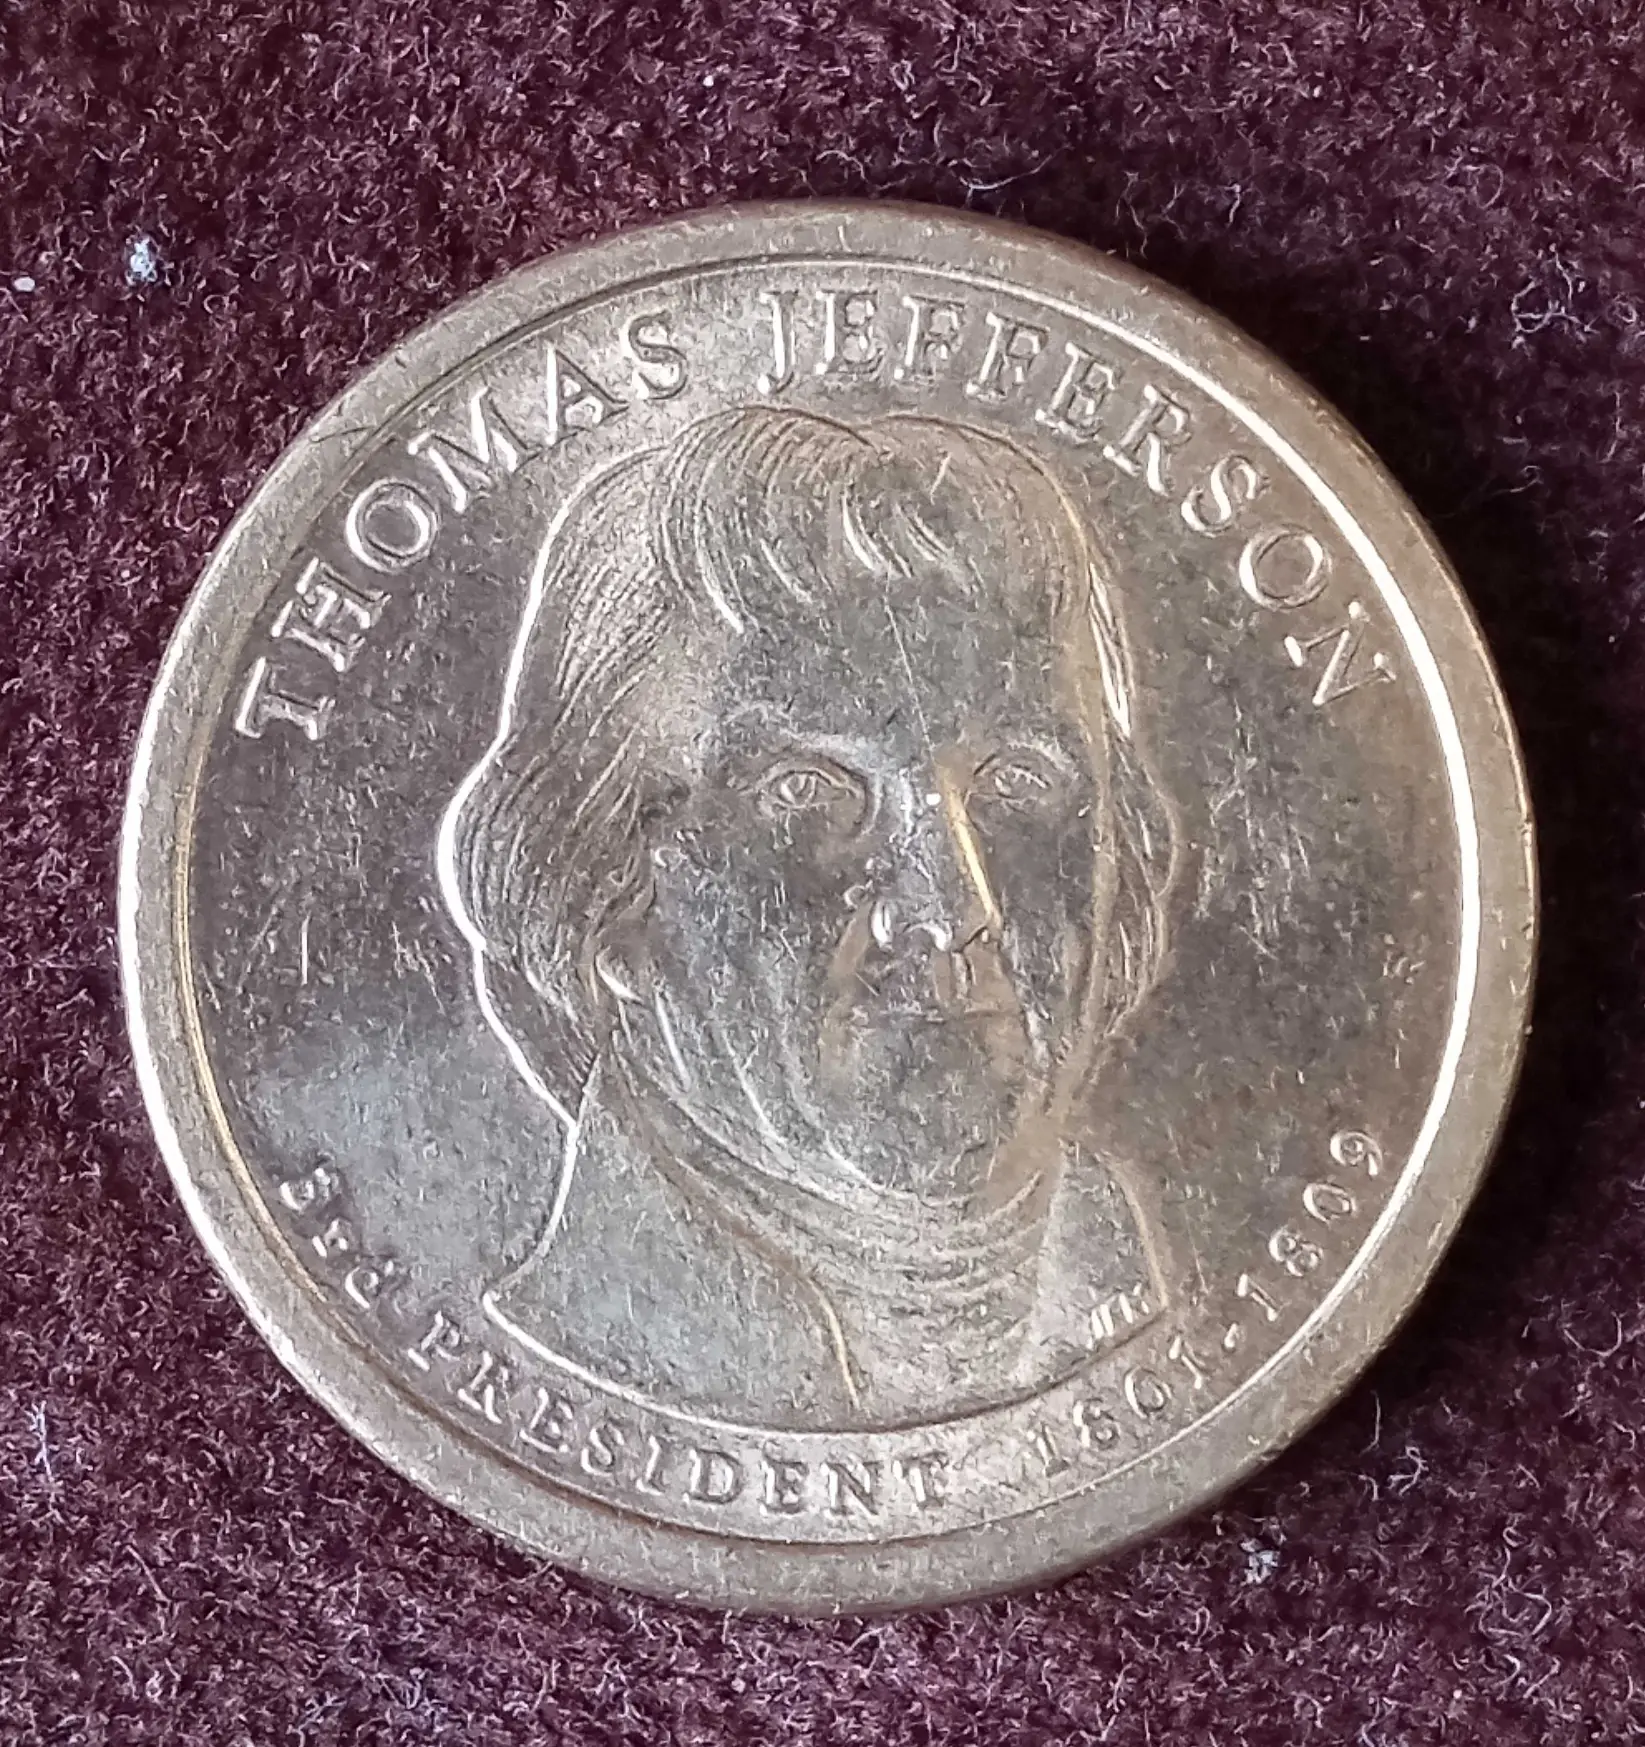 THOMAS JEFFERSON
3rd PRESIDENT 1801-1809